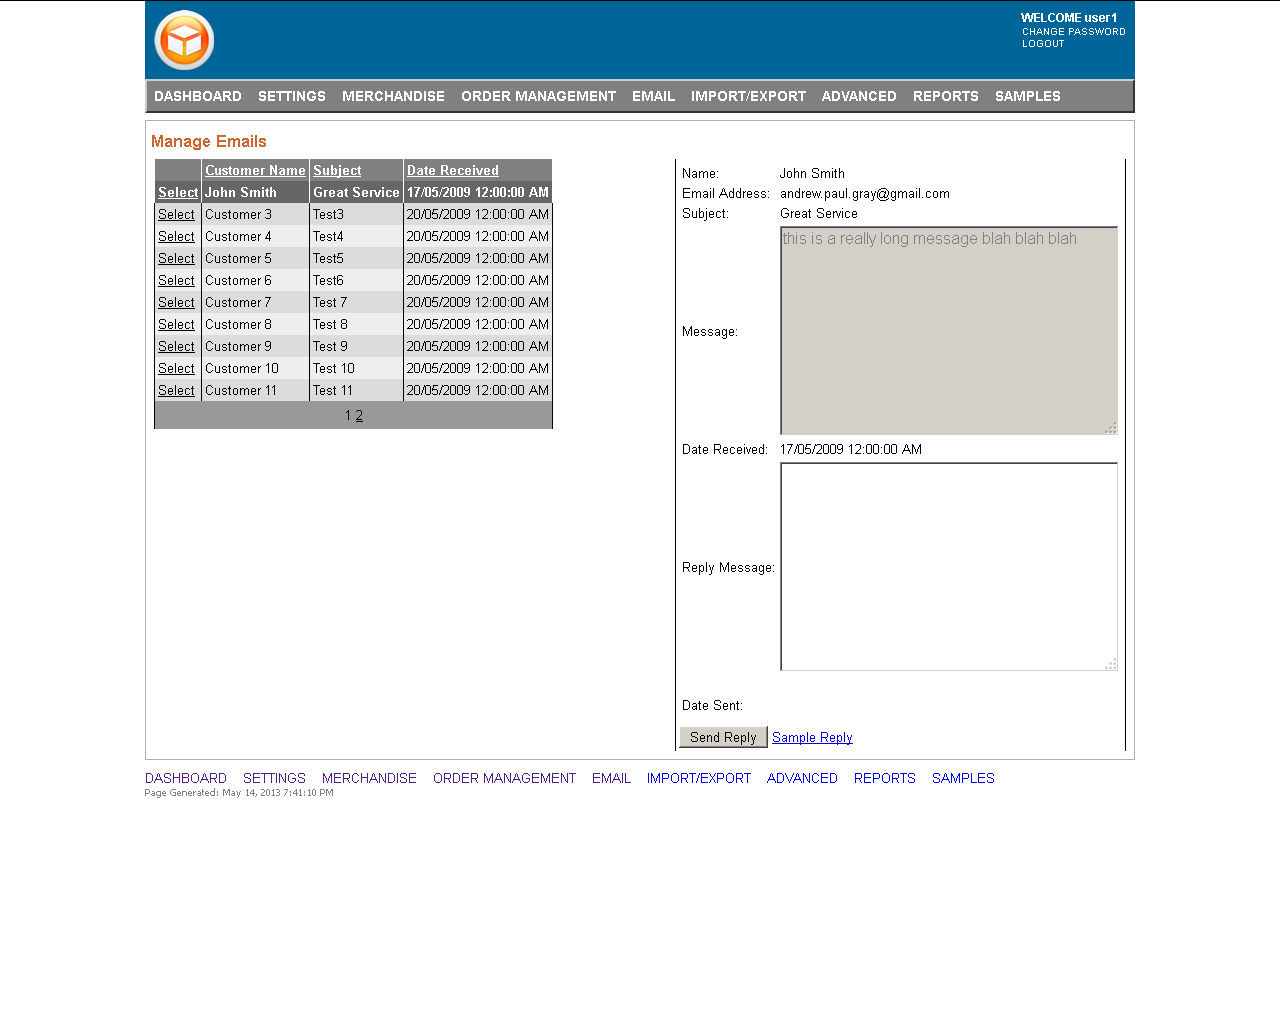 WELCOME user1
CHANGE PASSWORD
LOGOUT
DASHBOARD SETTINGS MERCHANDISE ORDER MANAGEMENT EMAIL IMPORT/EXPORT ADVANCED REPORTS SAMPLES
Manage Emails
Customer Name Subject Date Received
Select John Smith Great Service 17/05/2009 12:00:00 AM
Select Customer 3 Test3 20/05/2009 12:00:00 AM
Select Customer 4 Test4 20/05/2009 12:00:00 AM
Select Customer 5 Test5 20/05/2009 12:00:00 AM
Select Customer 6 Test6 20/05/2009 12:00:00 AM
Select Customer 7 Test 7 20/05/2009 12:00:00 AM
Select Customer 8 Test 8 20/05/2009 12:00:00 AM
Select Customer 9 Test 9 20/05/2009 12:00:00 AM
Select Customer 10 Test 10 20/05/2009 12:00:00 AM
Select Customer 11 Test 11 20/05/2009 12:00:00 AM
1 2
Name: John Smith
Email Address: andrew.paul.gray@gmail.com
Subject: Great Service
Message: this is a really long message blah blah blah
Date Received: 17/05/2009 12:00:00 AM
Reply Message:
Date Sent:
Send Reply Sample Reply
DASHBOARD SETTINGS MERCHANDISE ORDER MANAGEMENT EMAIL IMPORT/EXPORT ADVANCED REPORTS SAMPLES
Page Generated: May 14, 2013 7:41:10 PM